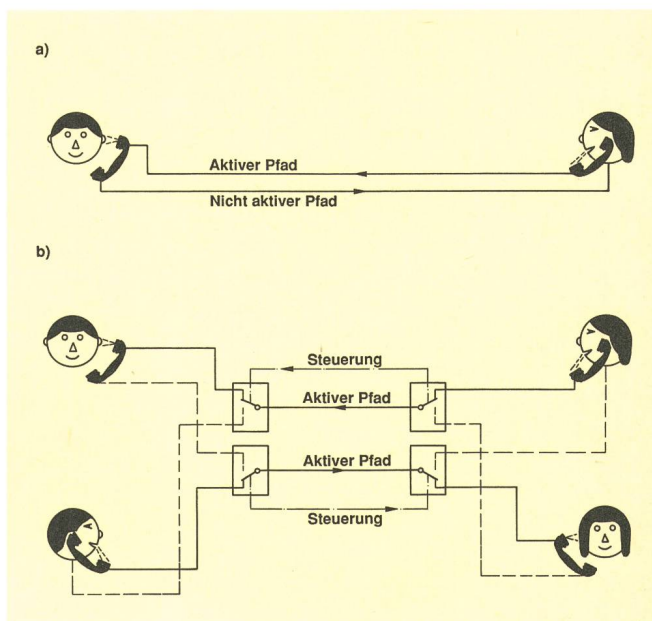 a)
Aktiver Pfad
Nicht aktiver Pfad
b)
Steuerung
Aktiver Pfad
Aktiver Pfad
Steuerung